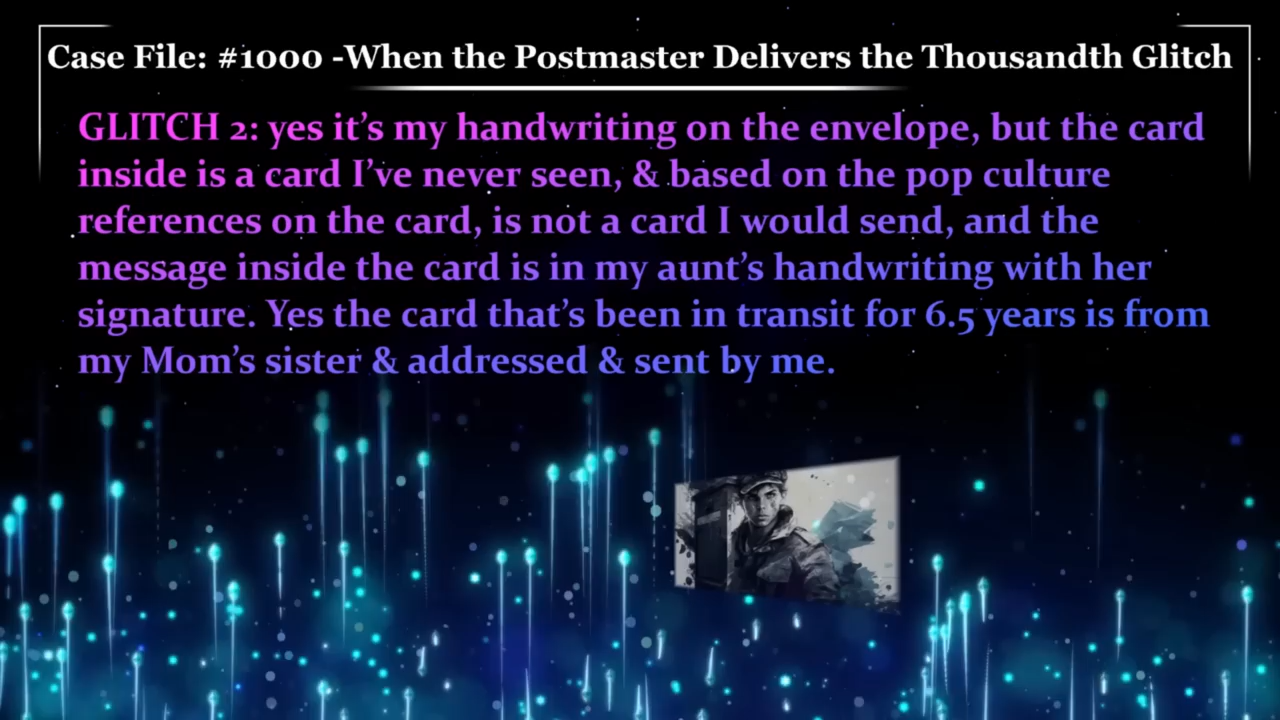 Case File: #1000 -When the Postmaster Delivers the Thousandth Glitch
GLITCH 2: yes it’s my handwriting on the envelope, but the card
inside is a card I’ve never seen, & based on the pop culture
references on the card, is not a card I would send, and the
message inside the card is in my aunt’s handwriting with her
signature. Yes the card that’s been in transit for 6.5 years is from
my Mom’s sister & addressed & sent by me.